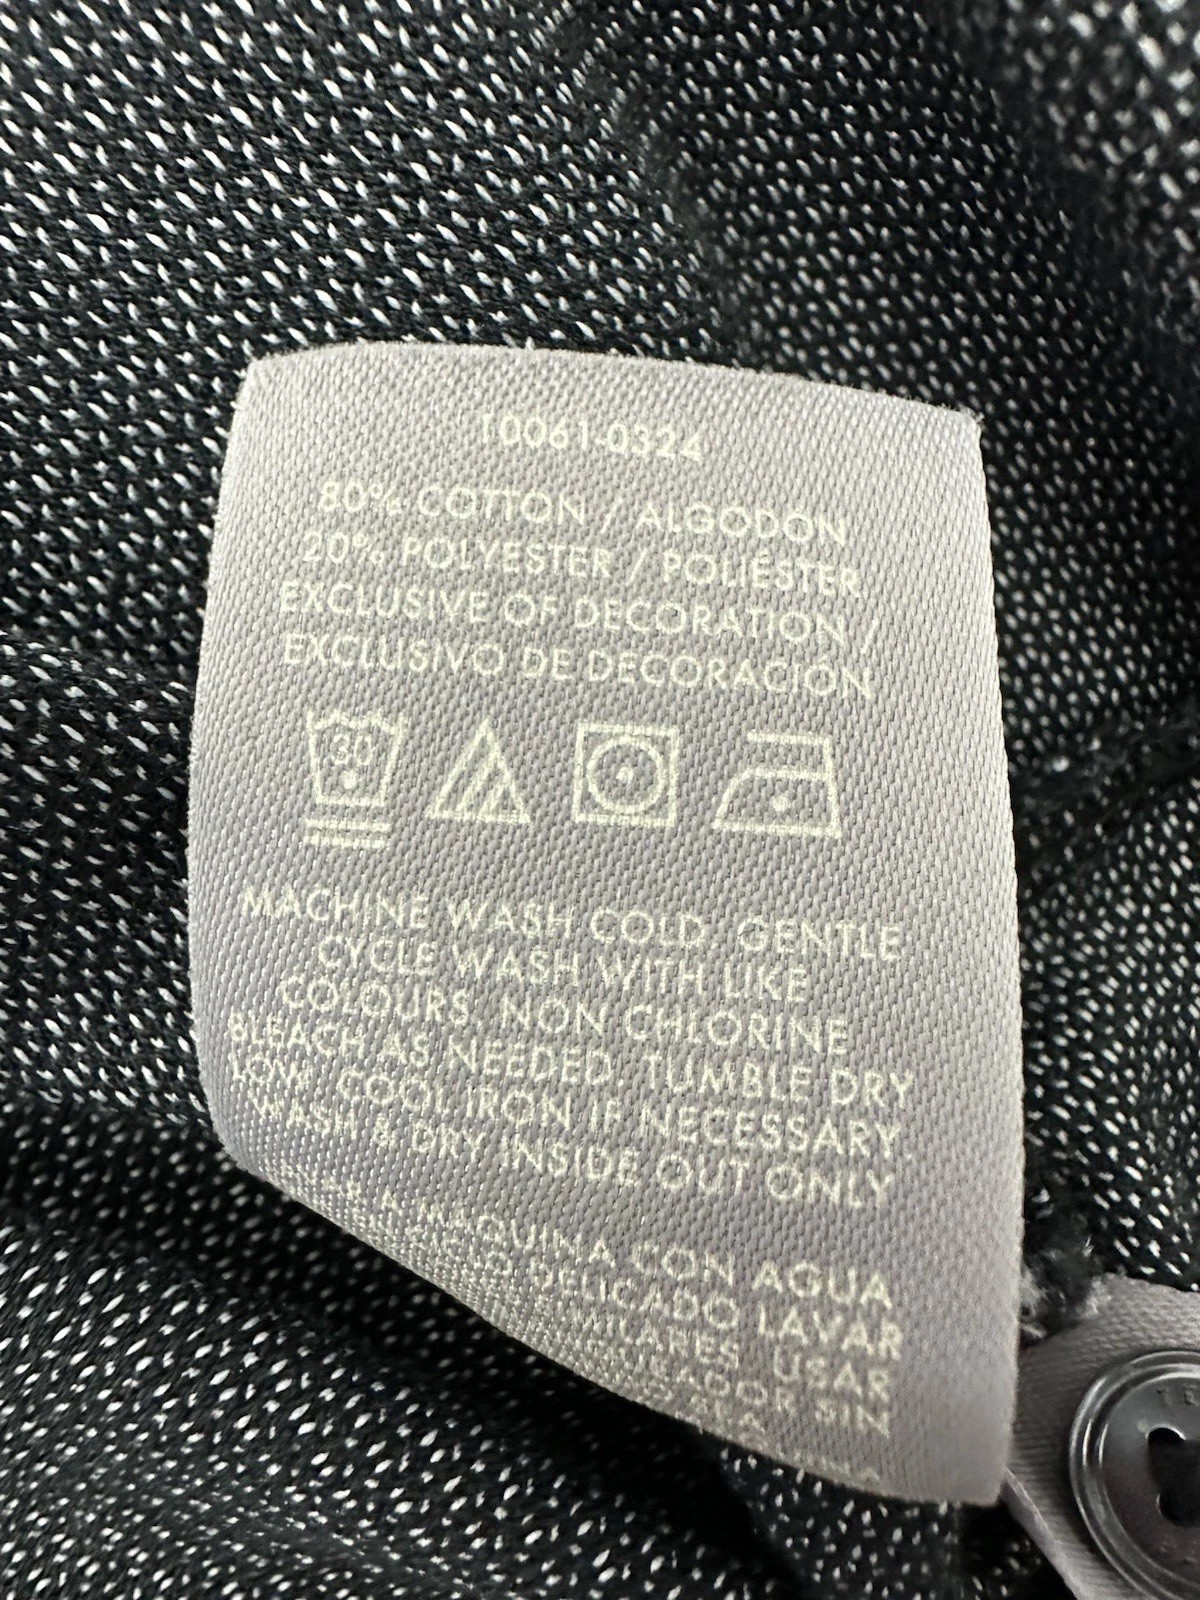 10061-0324
80% COTTON / ALGODON
20% POLYESTER / POLIÉSTER
EXCLUSIVE OF DECORATION /
EXCLUSIVO DE DECORACIÓN
30
MACHINE WASH COLD, GENTLE
CYCLE WASH WITH LIKE
COLOURS, NON CHLORINE
BLEACH AS NEEDED. TUMBLE DRY
LOW. COOL IRON IF NECESSARY.
WASH & DRY INSIDE OUT ONLY
A MAQUINA CON AGUA
DELICADO LAVAR
USAR
SIN